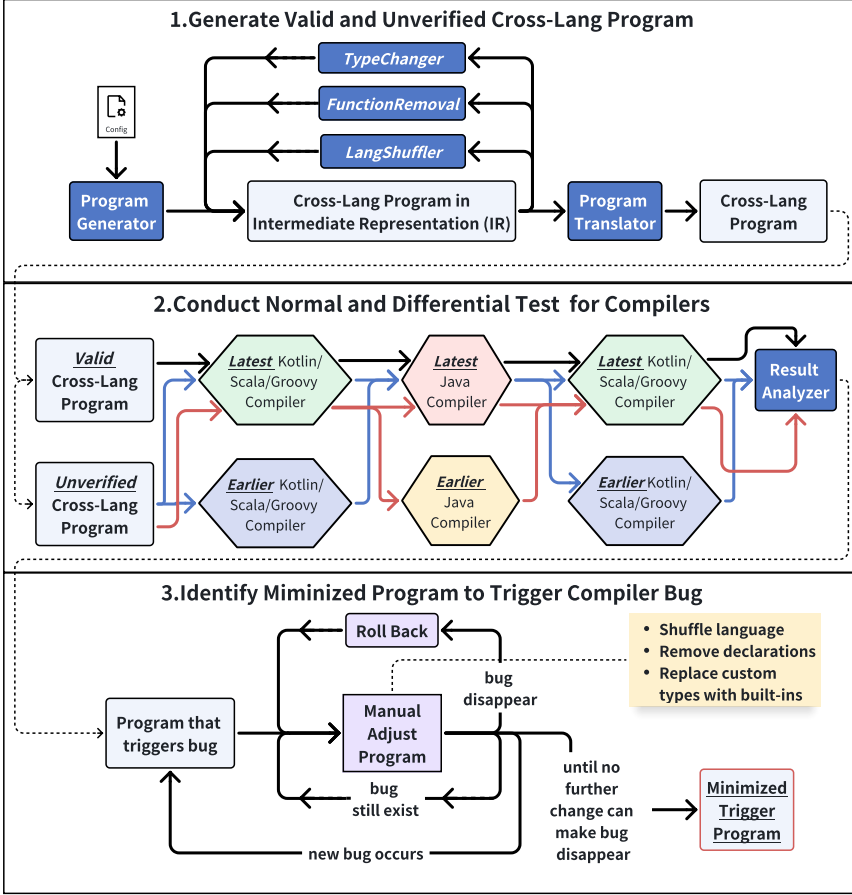 1.Generate Valid and Unverified Cross-Lang Program
TypeChanger
FunctionRemoval
LangShuffler
Config
Program
Generator
Cross-Lang Program in
Intermediate Representation (IR)
Program
Translator
Cross-Lang
Program
2.Conduct Normal and Differential Test for Compilers
Valid
Cross-Lang
Program
Latest Kotlin/
Scala/Groovy
Compiler
Latest
Java
Compiler
Latest Kotlin/
Scala/Groovy
Compiler
Result
Analyzer
Unverified
Cross-Lang
Program
Earlier Kotlin/
Scala/Groovy
Compiler
Earlier
Java
Compiler
Earlier Kotlin/
Scala/Groovy
Compiler
3.Identify Miminized Program to Trigger Compiler Bug
Roll Back
• Shuffle language
• Remove declarations
• Replace custom
types with built-ins
bug
disappear
Program that
triggers bug
Manual
Adjust
Program
bug
still exist
new bug occurs
until no
further
change can
make bug
disappear
Minimized
Trigger
Program